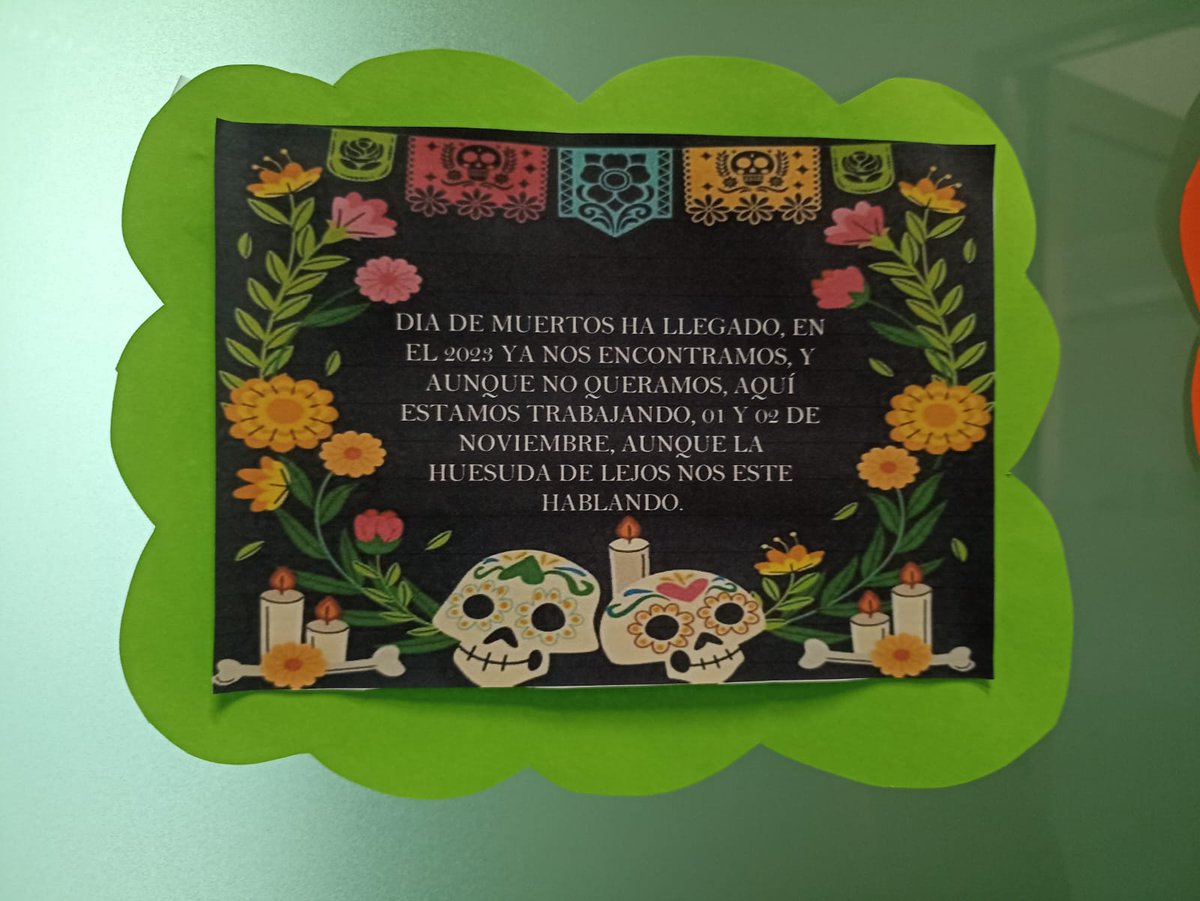 DIA DE MUERTOS HA LLEGADO, EN
EL 2023 YA NOS ENCONTRAMOS, Y
AUNQUE NO QUERAMOS, AQUÍ
ESTAMOS TRABAJANDO, 01 Y 02 DE
NOVIEMBRE, AUNQUE LA
HUESUDA DE LEJOS NOS ESTE
HABLANDO.